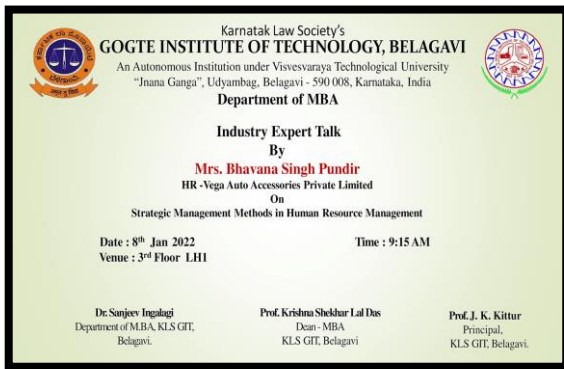 Karnatak Law Society's
GOGTE INSTITUTE OF TECHNOLOGY, BELAGAVI
An Autonomous Institution under Visvesvaraya Technological University
"Jnana Ganga", Udyambag, Belagavi - 590 008, Karnataka, India
Department of MBA
Industry Expert Talk
By
Mrs. Bhavana Singh Pundir
HR -Vega Auto Accessories Private Limited
On
Strategic Management Methods in Human Resource Management
Date : 8th Jan 2022
Time : 9:15 AM
Venue : 3rd Floor LH1
Dr. Sanjeev Ingalagi
Department of M.BA, KLS GIT,
Belagavi.
Prof. Krishna Shekhar Lal Das
Dean - MBA
KLS GIT, Belagavi
Prof. J. K. Kittur
Principal,
KLS GIT, Belagavi.